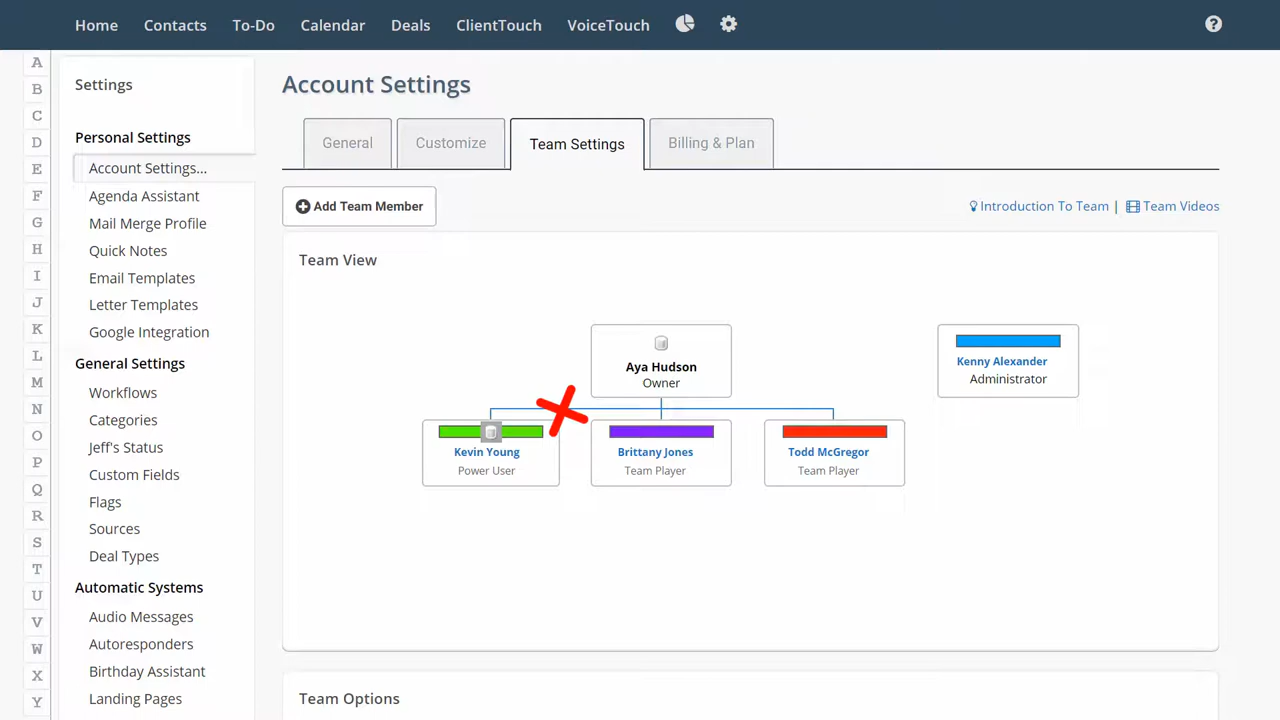 Home Contacts To-Do Calendar Deals ClientTouch VoiceTouch
A
B
C
D
E
F
G
H
I
J
K
L
M
N
O
P
Q
R
S
T
U
V
W
X
Y
Settings
Personal Settings
Account Settings...
Agenda Assistant
Mail Merge Profile
Quick Notes
Email Templates
Letter Templates
Google Integration
General Settings
Workflows
Categories
Jeff's Status
Custom Fields
Flags
Sources
Deal Types
Automatic Systems
Audio Messages
Autoresponders
Birthday Assistant
Landing Pages
Account Settings
General Customize Team Settings Billing & Plan
Add Team Member
Introduction To Team | Team Videos
Team View
Aya Hudson
Owner
Kenny Alexander
Administrator
Kevin Young
Power User
Brittany Jones
Team Player
Todd McGregor
Team Player
Team Options